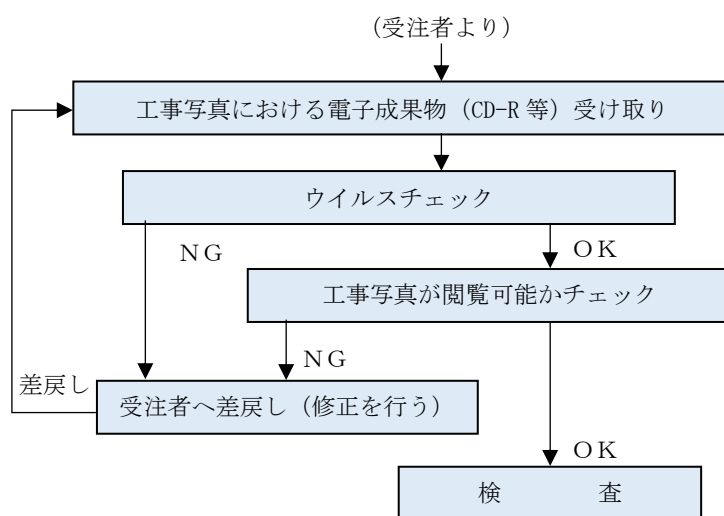 (受注者より)
工事写真における電子成果物（CD-R 等）受け取り
ウイルスチェック
ＮＧ
ＯＫ
工事写真が閲覧可能かチェック
ＮＧ
差戻し
受注者へ差戻し（修正を行う）
ＯＫ
検　　　査